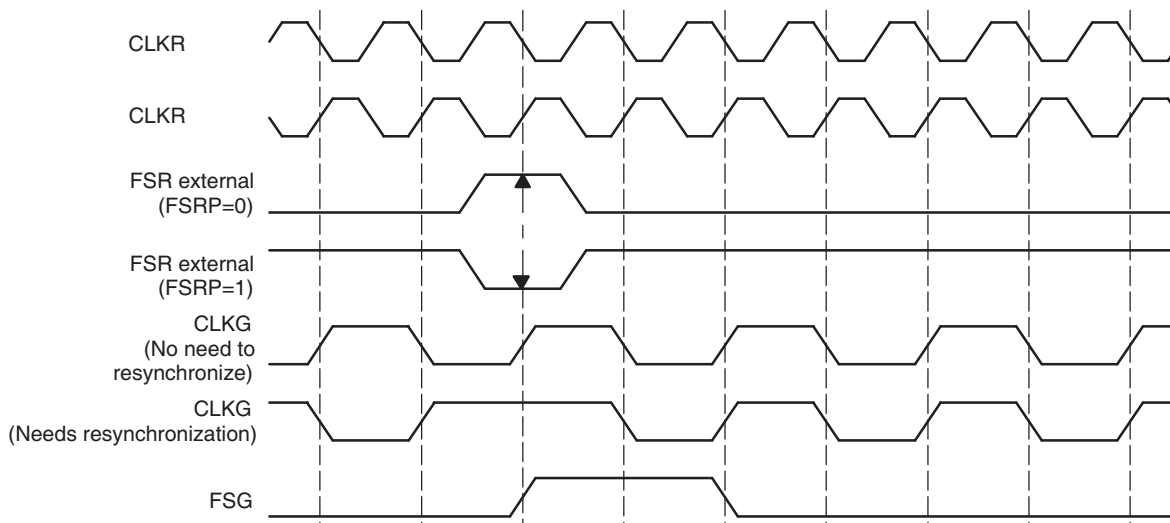 CLKR
CLKR
FSR external
(FSRP=0)
FSR external
(FSRP=1)
CLKG
(No need to
resynchronize)
CLKG
(Needs resynchronization)
FSG